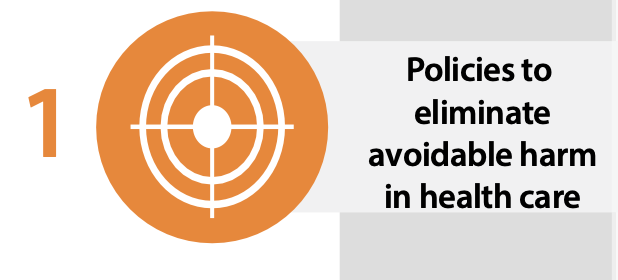 1
Policies to
eliminate
avoidable harm
in health care